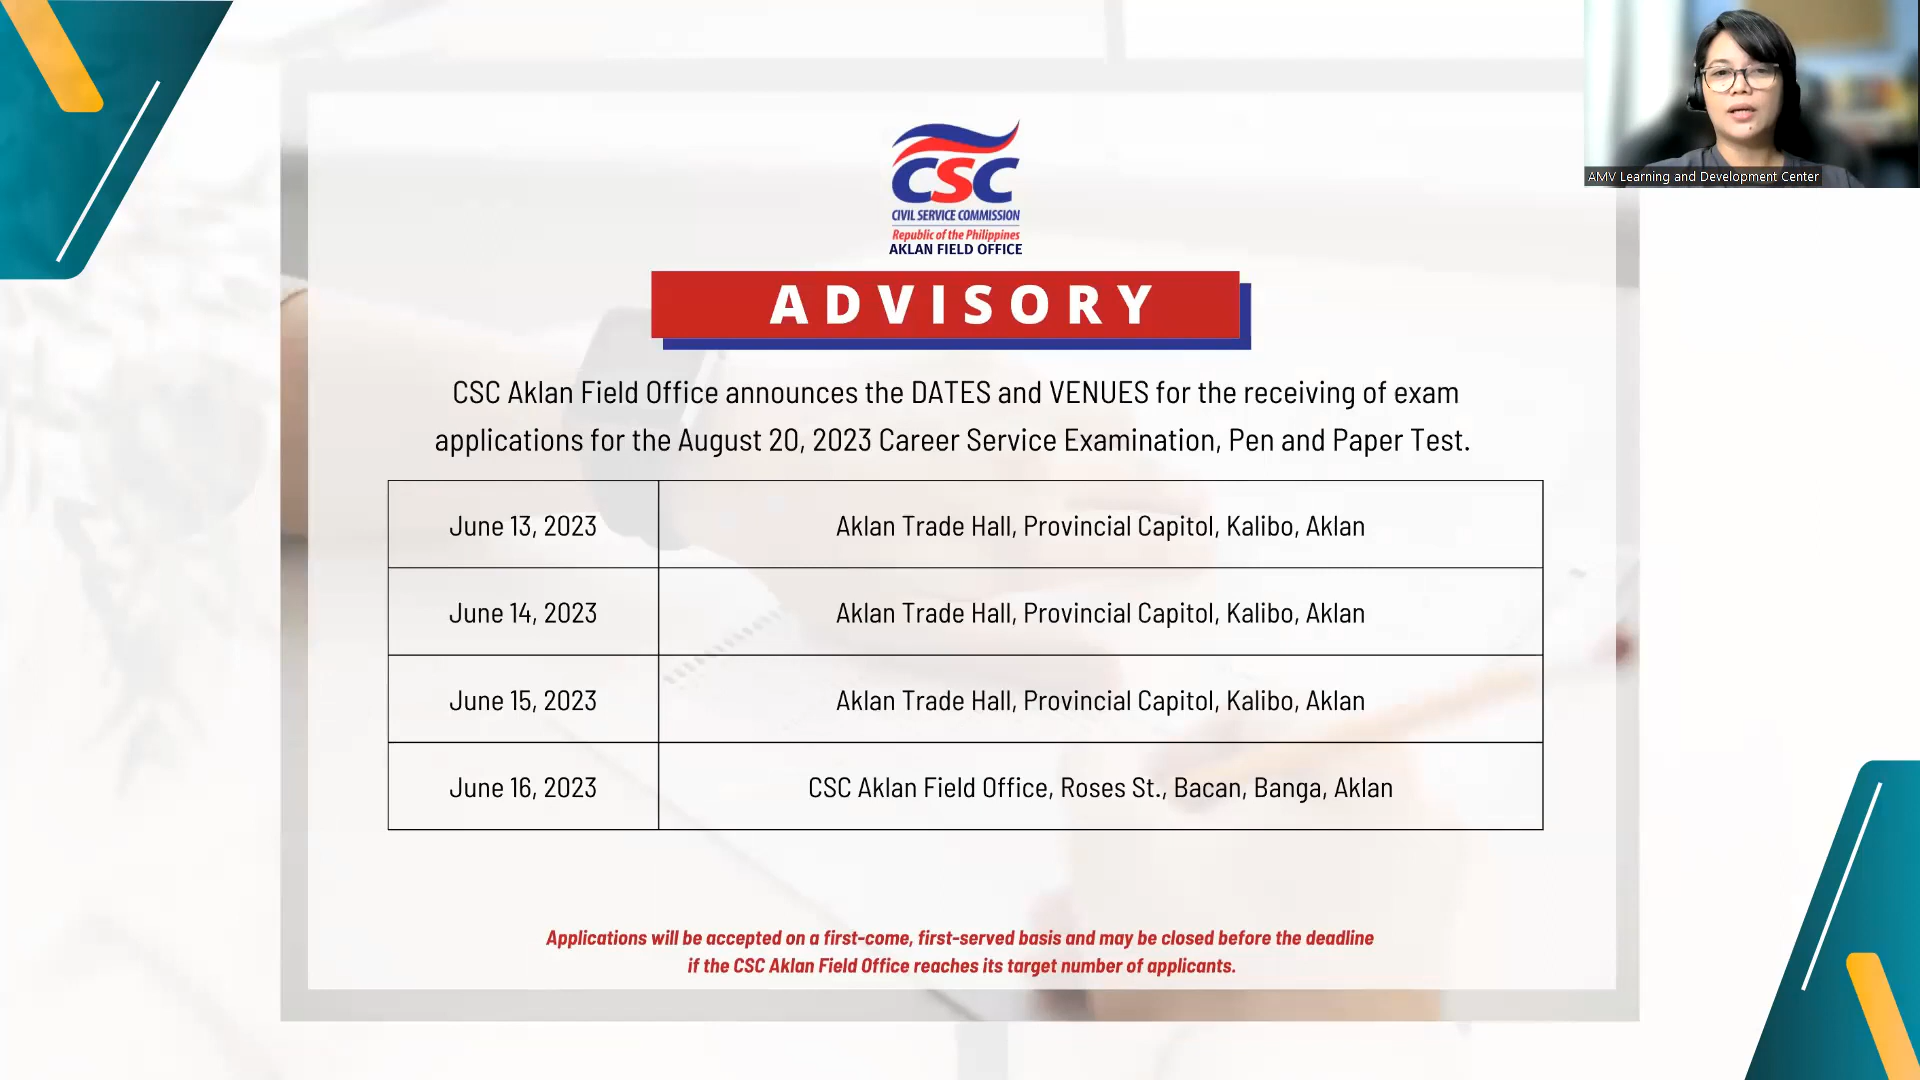 CSC
CIVIL SERVICE COMMISSION
Republic of the Philippines
AKLAN FIELD OFFICE
AMV Learning and Development Center
ADVISORY
CSC Aklan Field Office announces the DATES and VENUES for the receiving of exam
applications for the August 20, 2023 Career Service Examination, Pen and Paper Test.
June 13, 2023 Aklan Trade Hall, Provincial Capitol, Kalibo, Aklan
June 14, 2023 Aklan Trade Hall, Provincial Capitol, Kalibo, Aklan
June 15, 2023 Aklan Trade Hall, Provincial Capitol, Kalibo, Aklan
June 16, 2023 CSC Aklan Field Office, Roses St., Bacan, Banga, Aklan
Applications will be accepted on a first-come, first-served basis and may be closed before the deadline
if the CSC Aklan Field Office reaches its target number of applicants.